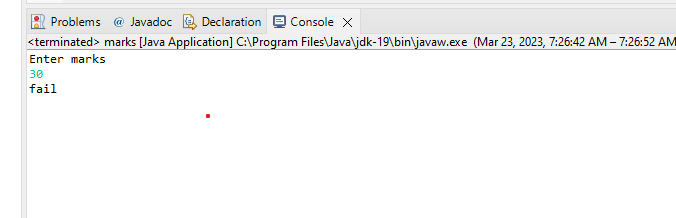 Problems @ Javadoc Declaration Console
<terminated> marks [Java Application] C:\Program Files\Java\jdk-19\bin\javaw.exe (Mar 23, 2023, 7:26:42 AM – 7:26:52 AM
Enter marks
30
fail